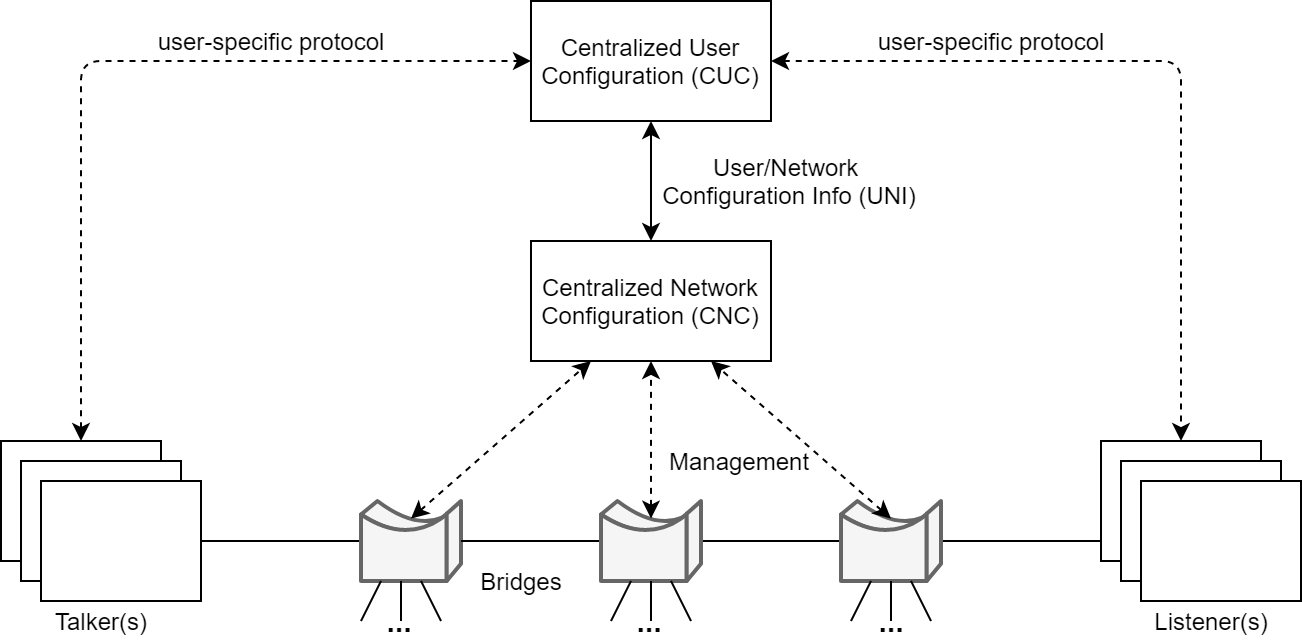 user-specific protocol
Centralized User
Configuration (CUC)
user-specific protocol
User/Network
Configuration Info (UNI)
Centralized Network
Configuration (CNC)
Management
Bridges
Talker(s)
...
...
...
Listener(s)